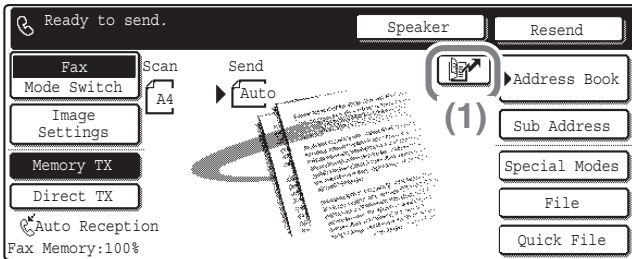 Ready to send.
Speaker
Resend
Fax
Mode Switch
Scan
A4
Send
Auto
Address Book
(1)
Image
Settings
Sub Address
Memory TX
Special Modes
Direct TX
File
Auto Reception
Fax Memory:100%
Quick File